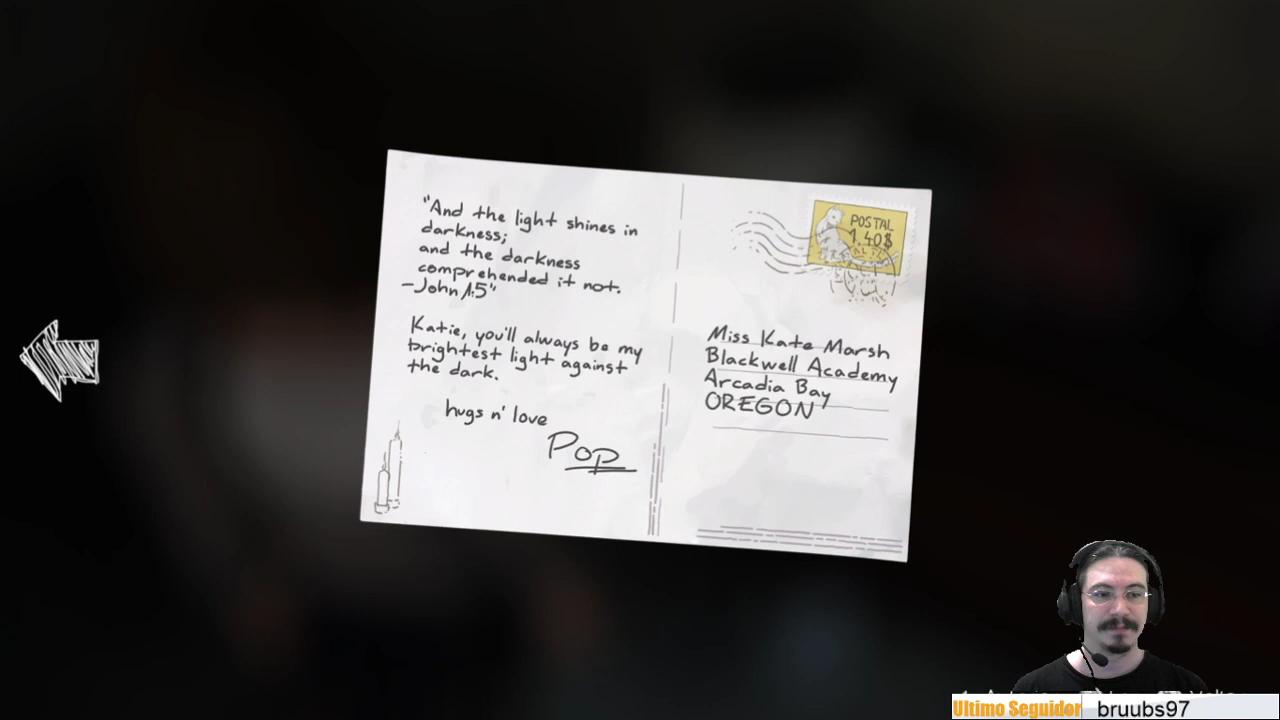 "And the light shines in
darkness;
and the darkness
comprehended it not.
-John 1:5"
Katie, you'll always be my
brightest light against
the dark.
hugs n' love
Pop
POSTAL
1.40$
Miss Kate Marsh
Blackwell Academy
Arcadia Bay
OREGON
Ultimo Seguidor
bruubs97